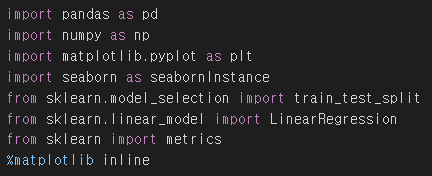 import pandas as pd
import numpy as np
import matplotlib.pyplot as plt
import seaborn as seabornInstance
from sklearn.model_selection import train_test_split
from sklearn.linear_model import LinearRegression
from sklearn import metrics
%matplotlib inline